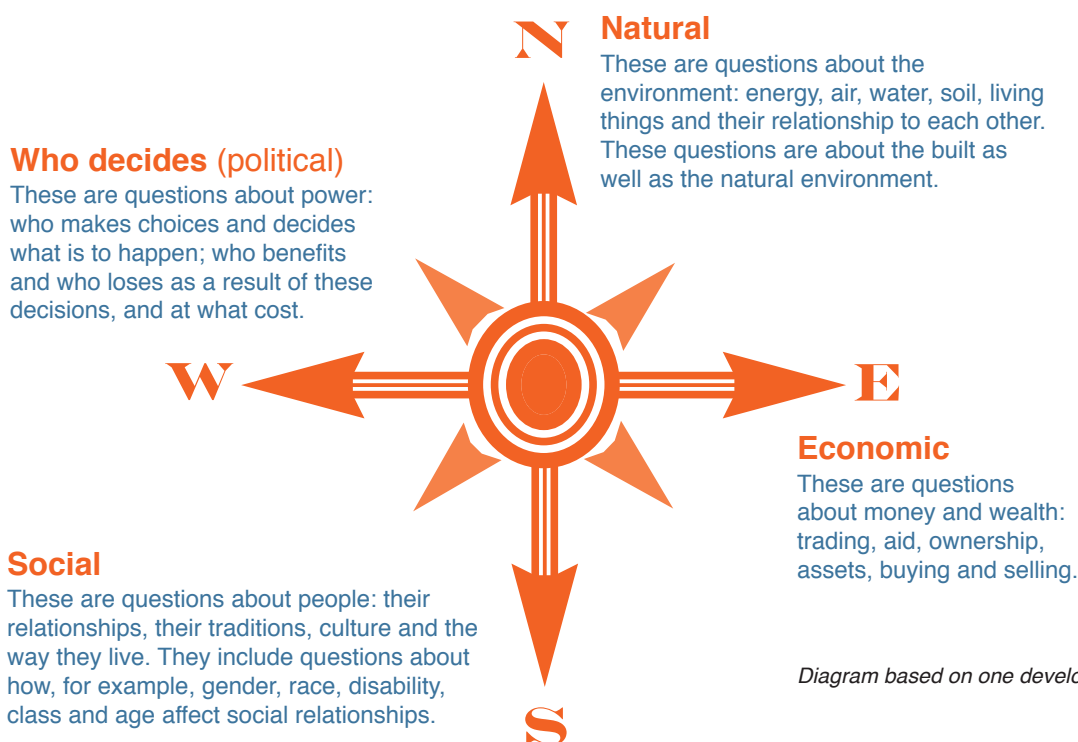 N
Natural
These are questions about the
environment: energy, air, water, soil, living
things and their relationship to each other.
These questions are about the built as
well as the natural environment.
Who decides (political)
These are questions about power:
who makes choices and decides
what is to happen; who benefits
and who loses as a result of these
decisions, and at what cost.
W
E
Economic
These are questions
about money and wealth:
trading, aid, ownership,
assets, buying and selling.
Social
These are questions about people: their
relationships, their traditions, culture and the
way they live. They include questions about
how, for example, gender, race, disability,
class and age affect social relationships.
S
Diagram based on one